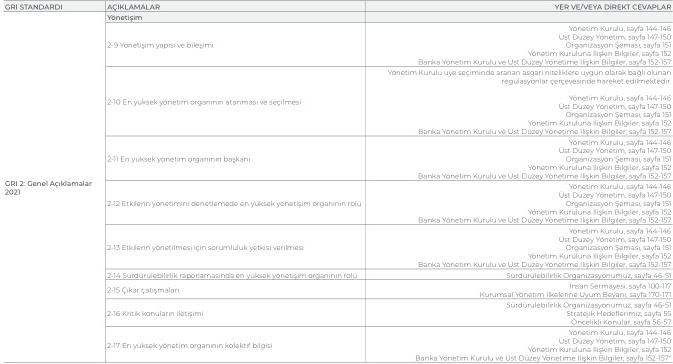 GRI STANDARDI AÇIKLAMALAR YER VE/VEYA DİREKT CEVAPLAR
Yönetişim
GRI 2: Genel Açıklamalar
2021
2-9 Yönetişim yapısı ve bileşimi
Yönetim Kurulu, sayfa 144-146
Üst Düzey Yönetim, sayfa 147-150
Organizasyon Şeması, sayfa 151
Yönetim Kuruluna İlişkin Bilgiler, sayfa 152
Banka Yönetim Kurulu ve Üst Düzey Yönetime İlişkin Bilgiler, sayfa 152-157
2-10 En yüksek yönetim organının atanması ve seçilmesi
Yönetim Kurulu üye seçiminde aranan asgari niteliklere uygun olarak bağlı olunan
regülasyonlar çerçevesinde hareket edilmektedir.
Yönetim Kurulu, sayfa 144-146
Üst Düzey Yönetim, sayfa 147-150
Organizasyon Şeması, sayfa 151
Yönetim Kuruluna İlişkin Bilgiler, sayfa 152
Banka Yönetim Kurulu ve Üst Düzey Yönetime İlişkin Bilgiler, sayfa 152-157
2-11 En yüksek yönetim organının başkanı
Yönetim Kurulu, sayfa 144-146
Üst Düzey Yönetim, sayfa 147-150
Organizasyon Şeması, sayfa 151
Yönetim Kuruluna İlişkin Bilgiler, sayfa 152
Banka Yönetim Kurulu ve Üst Düzey Yönetime İlişkin Bilgiler, sayfa 152-157
2-12 Etkilerin yönetimini denetlemede en yüksek yönetişim organının rolü
Yönetim Kurulu, sayfa 144-146
Üst Düzey Yönetim, sayfa 147-150
Organizasyon Şeması, sayfa 151
Yönetim Kuruluna İlişkin Bilgiler, sayfa 152
Banka Yönetim Kurulu ve Üst Düzey Yönetime İlişkin Bilgiler, sayfa 152-157
2-13 Etkilerin yönetilmesi için sorumluluk yetkisi verilmesi
Yönetim Kurulu, sayfa 144-146
Üst Düzey Yönetim, sayfa 147-150
Organizasyon Şeması, sayfa 151
Yönetim Kuruluna İlişkin Bilgiler, sayfa 152
Banka Yönetim Kurulu ve Üst Düzey Yönetime İlişkin Bilgiler, sayfa 152-157
2-14 Sürdürülebilirlik raporlamasında en yüksek yönetişim organının rolü
Sürdürülebilirlik Organizasyonumuz, sayfa 46-51
2-15 Çıkar çatışmaları
İnsan Sermayesi, sayfa 100-117
Kurumsal Yönetim İlkelerine Uyum Beyanı, sayfa 170-171
2-16 Kritik konuların iletişimi
Sürdürülebilirlik Organizasyonumuz, sayfa 46-51
Stratejik Hedeflerimiz, sayfa 55
Öncelikli Konular, sayfa 56-57
2-17 En yüksek yönetim organının kolektif bilgisi
Yönetim Kurulu, sayfa 144-146
Üst Düzey Yönetim, sayfa 147-150
Yönetim Kuruluna İlişkin Bilgiler, sayfa 152
Banka Yönetim Kurulu ve Üst Düzey Yönetime İlişkin Bilgiler, sayfa 152-157"